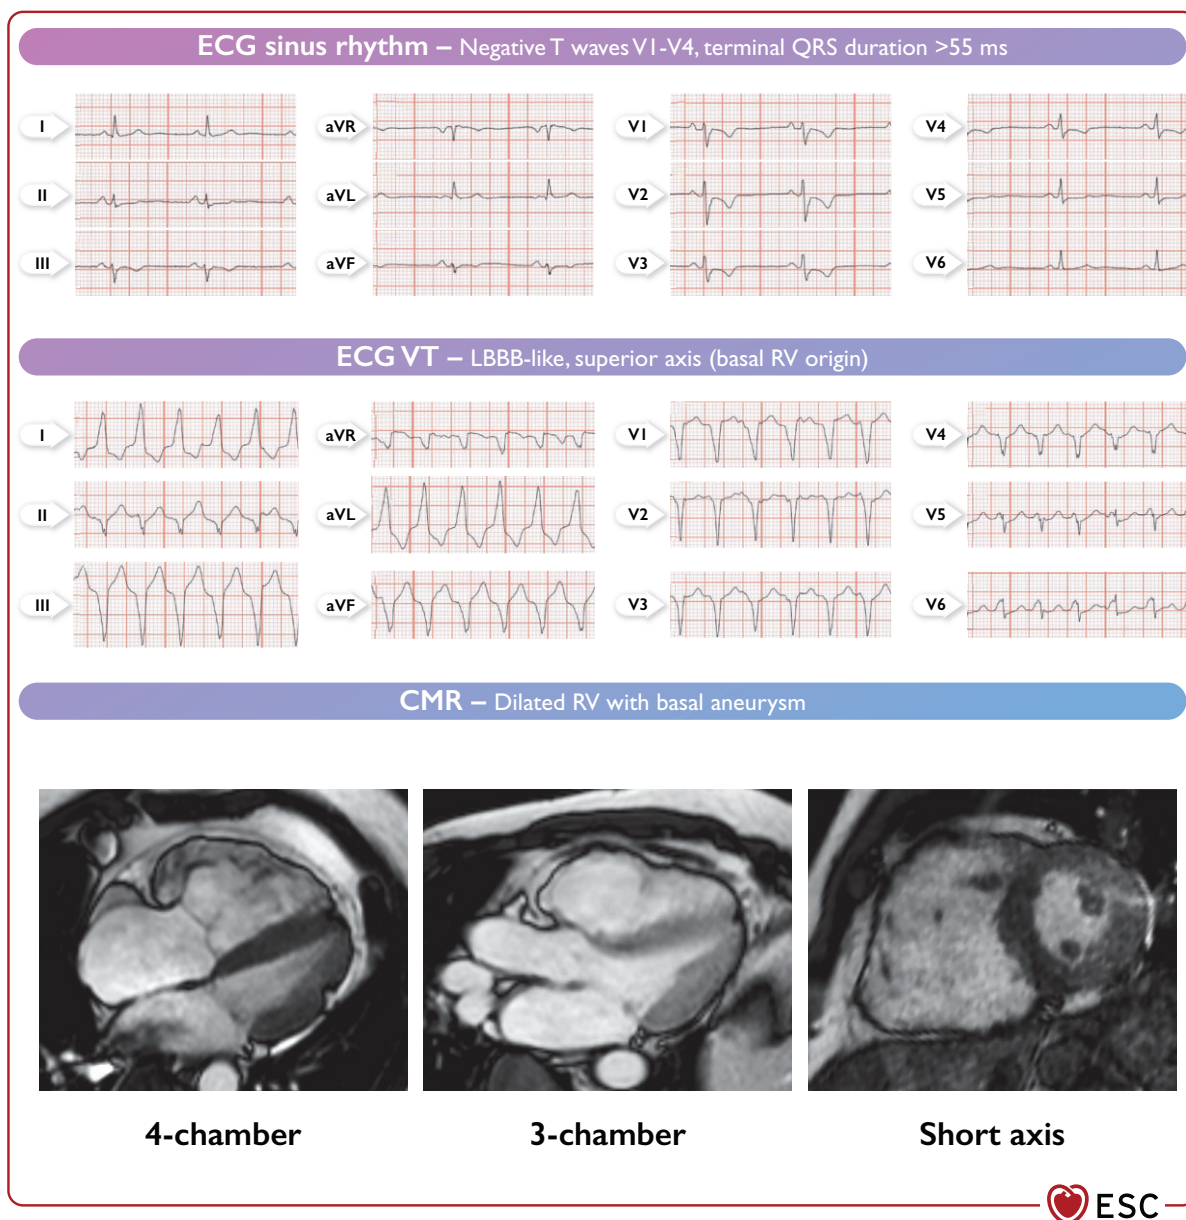 ECG sinus rhythm – Negative T waves V1-V4, terminal QRS duration >55 ms
I
aVR
V1
V4
II
aVL
V2
V5
III
aVF
V3
V6
ECG VT – LBBB-like, superior axis (basal RV origin)
I
aVR
V1
V4
II
aVL
V2
V5
III
aVF
V3
V6
CMR – Dilated RV with basal aneurysm
4-chamber
3-chamber
Short axis
ESC